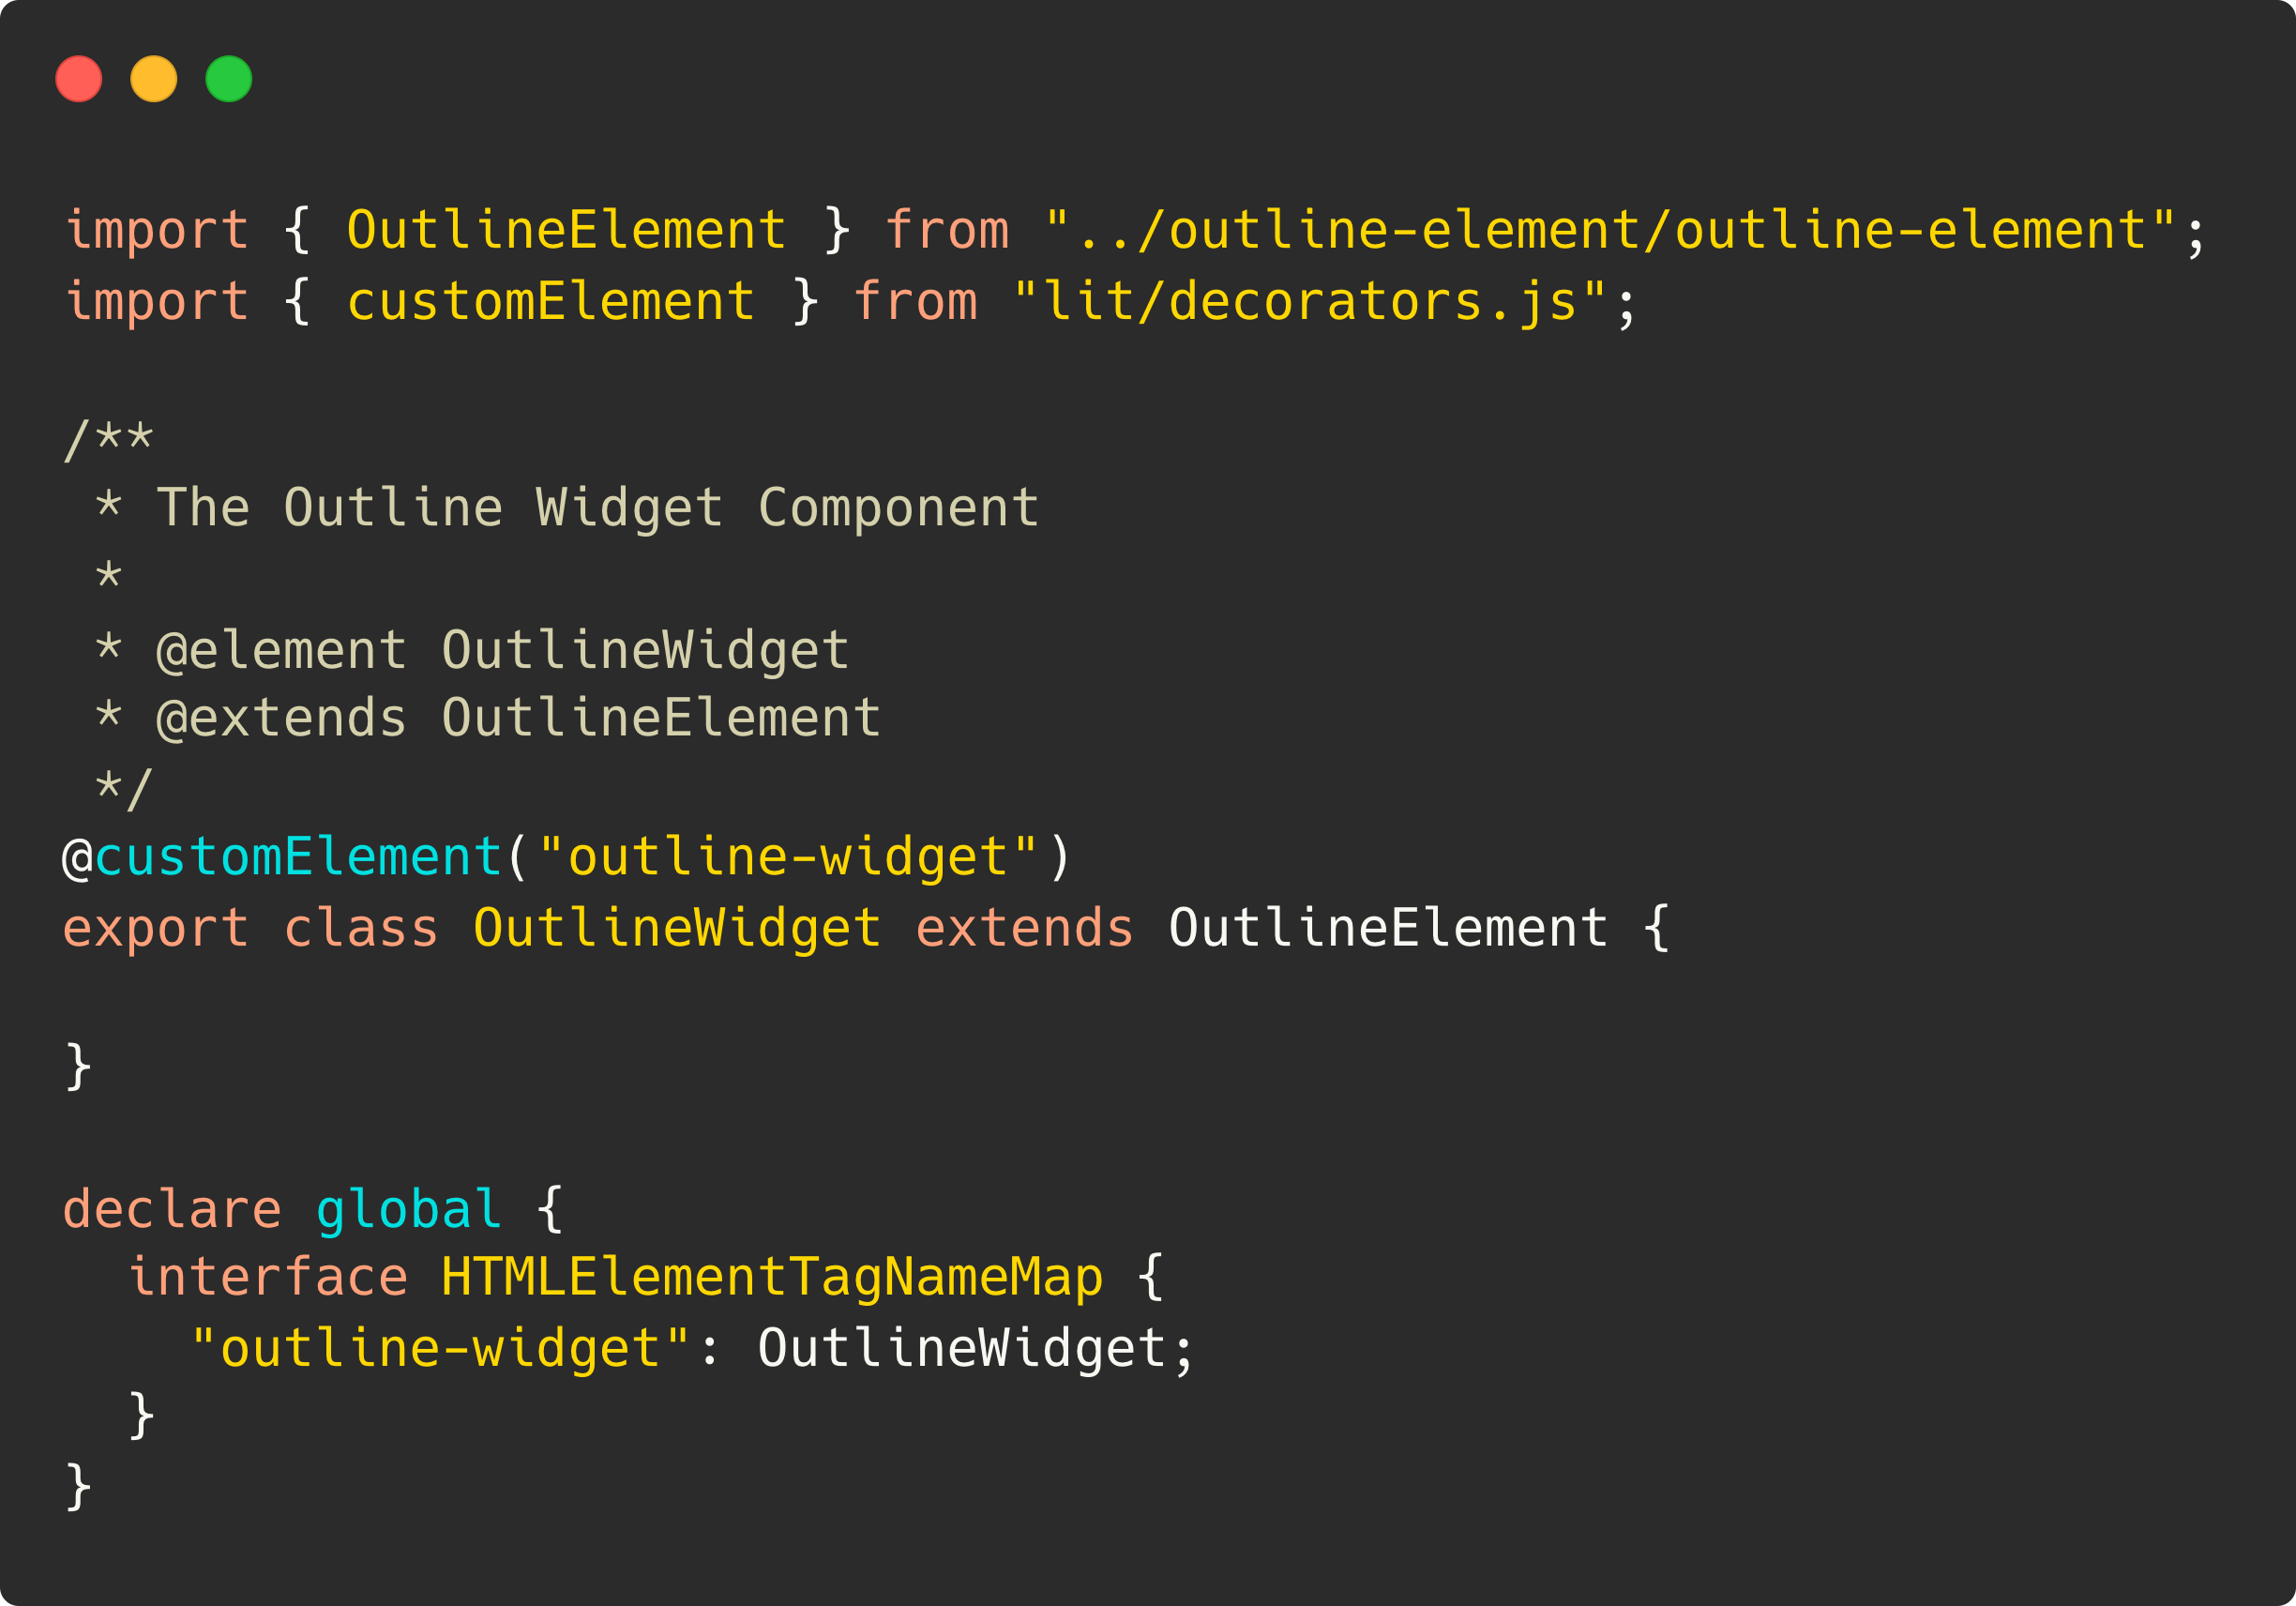 import { OutlineElement } from "../outline-element/outline-element";
import { customElement } from "lit/decorators.js";

/**
 * The Outline Widget Component
 *
 * @element OutlineWidget
 * @extends OutlineElement
 */
@customElement("outline-widget")
export class OutlineWidget extends OutlineElement {

}

declare global {
  interface HTMLElementTagNameMap {
    "outline-widget": OutlineWidget;
  }
}